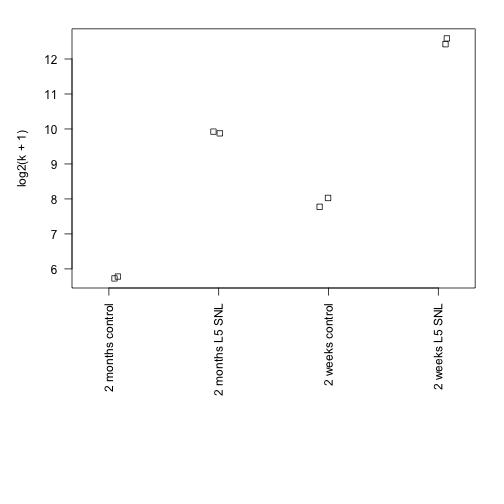 log2(k + 1)
12
11
10
9
8
7
6
2 months control
2 months L5 SNL
2 weeks control
2 weeks L5 SNL